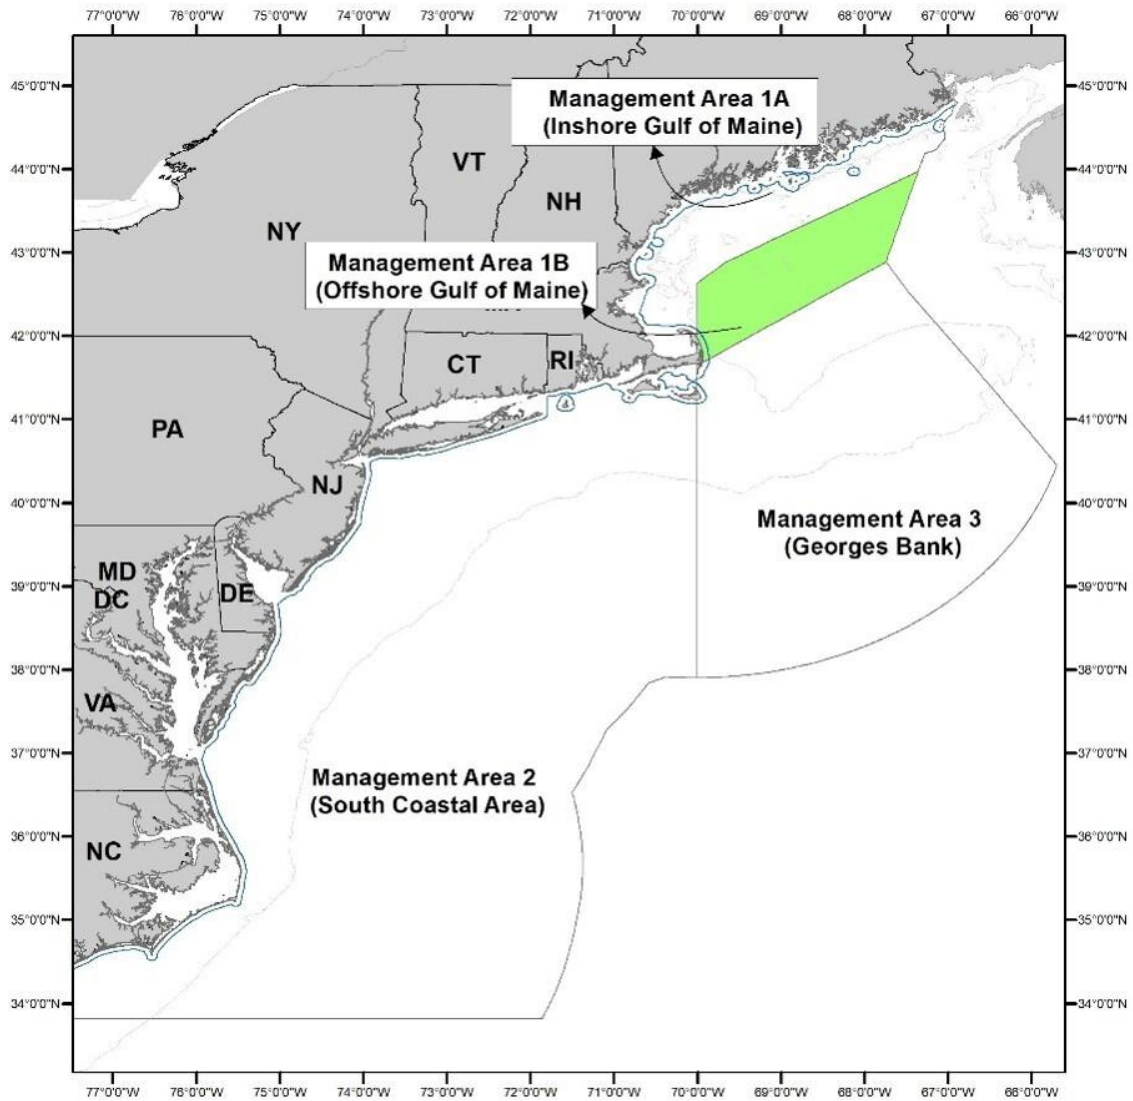 77°0'0"W 76°0'0"W 75°0'0"W 74°0'0"W 73°0'0"W 72°0'0"W 71°0'0"W 70°0'0"W 69°0'0"W 68°0'0"W 67°0'0"W 66°0'0"W
45°0'0"N 45°0'0"N
Management Area 1A
(Inshore Gulf of Maine)
VT
44°0'0"N 44°0'0"N
NH
NY
43°0'0"N 43°0'0"N
Management Area 1B
(Offshore Gulf of Maine)
42°0'0"N 42°0'0"N
CT RI
41°0'0"N 41°0'0"N
PA
NJ
40°0'0"N 40°0'0"N
Management Area 3
(Georges Bank)
MD
39°0'0"N 39°0'0"N
DC DE
38°0'0"N 38°0'0"N
VA
37°0'0"N 37°0'0"N
Management Area 2
(South Coastal Area)
36°0'0"N 36°0'0"N
NC
35°0'0"N 35°0'0"N
34°0'0"N 34°0'0"N
77°0'0"W 76°0'0"W 75°0'0"W 74°0'0"W 73°0'0"W 72°0'0"W 71°0'0"W 70°0'0"W 69°0'0"W 68°0'0"W 67°0'0"W 66°0'0"W